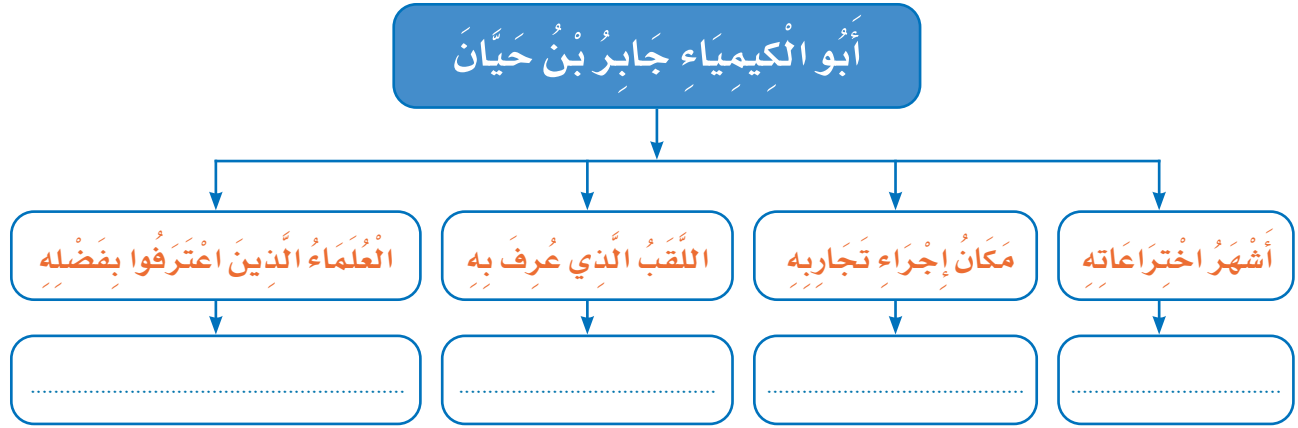 أَبُو الْكِيمِيَاءِ جَابِرُ بْنُ حَيَّانَ
أَشْهَرُ اخْتِرَاعَاتِهِ
مَكَانُ إِجْرَاءِ تَجَارِبِهِ
اللَّقَبُ الَّذِي عُرِفَ بِهِ
الْعُلَمَاءُ الَّذِينَ اعْتَرَفُوا بِفَضْلِهِ